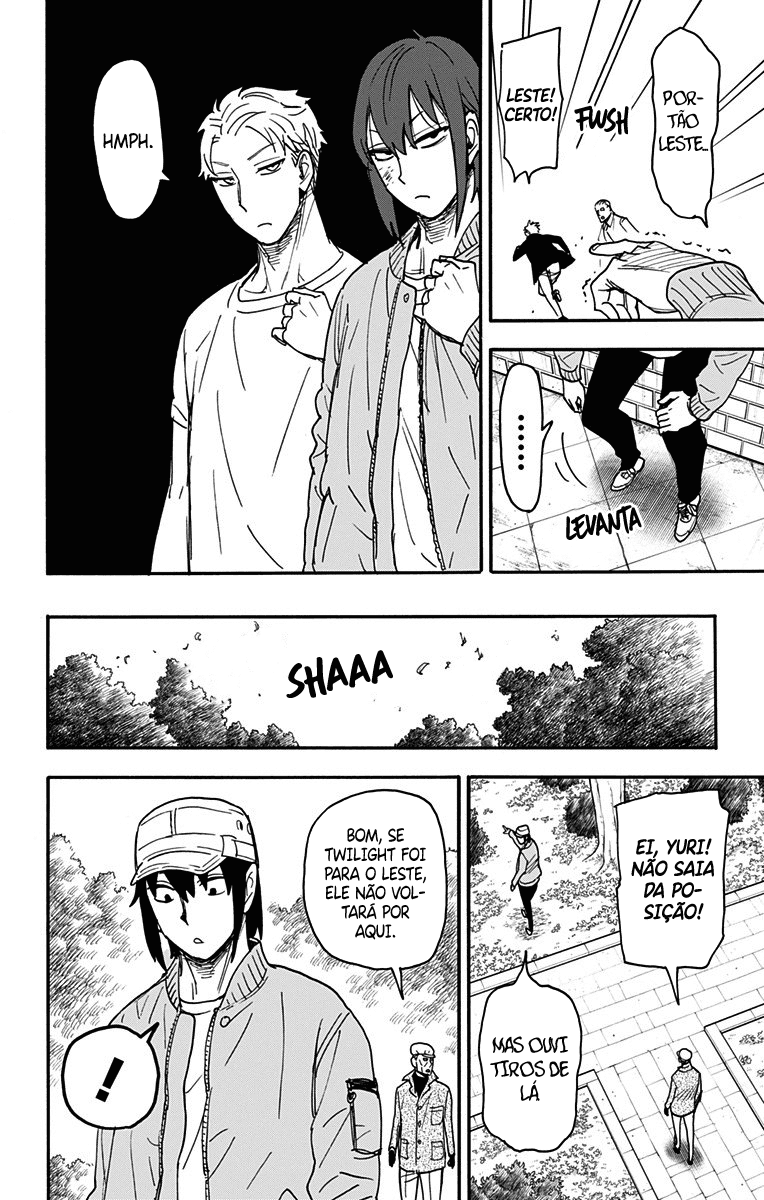 POR-
TÃO
LESTE...
LESTE!
CERTO!
FWSH
......
LEVANTA
HMPH.
SHAAA
EI, YURI!
NÃO SAIA
DA PO-
SIÇÃO!
MAS OUVI
TIROS DE
LÁ
BOM, SE
TWILIGHT FOI
PARA O LESTE,
ELE NÃO VOL-
TARÁ POR
AQUI.
!